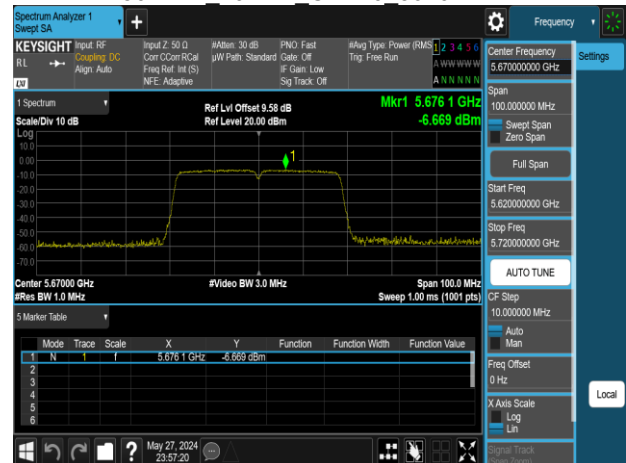 Spectrum Analyzer 1
Swept SA
+
Frequency
KEYSIGHT
RL
LXI
Input: RF
Coupling: DC
Align: Auto
Input Z: 50 Ω
Corr CCorr RCal
Freq Ref: Int (S)
NFE: Adaptive
#Atten: 30 dB
µW Path: Standard
PNO: Fast
Gate: Off
IF Gain: Low
Sig Track: Off
#Avg Type: Power (RMS
Trig: Free Run
1 2 3 4 5 6
A W W W W W
A N N N N N
Center Frequency
5.670000000 GHz
Settings
Span
100.000000 MHz
Swept Span
Zero Span
Full Span
Start Freq
5.620000000 GHz
Stop Freq
5.720000000 GHz
AUTO TUNE
CF Step
10.000000 MHz
Auto
Man
Freq Offset
0 Hz
X Axis Scale
Log
Lin
Local
Signal Track
1 Spectrum
Scale/Div 10 dB
Ref Lvl Offset 9.58 dB
Ref Level 20.00 dBm
Mkr1 5.676 1 GHz
-6.669 dBm
Log
10.0
0.00
-10.0
-20.0
-30.0
-40.0
-50.0
-60.0
-70.0
1
Center 5.67000 GHz
#Video BW 3.0 MHz
Span 100.0 MHz
#Res BW 1.0 MHz
Sweep 1.00 ms (1001 pts)
5 Marker Table
Mode Trace Scale X Y Function Function Width Function Value
1 N 1 f 5.676 1 GHz -6.669 dBm
2
3
4
5
6
?
May 27, 2024
23:57:20